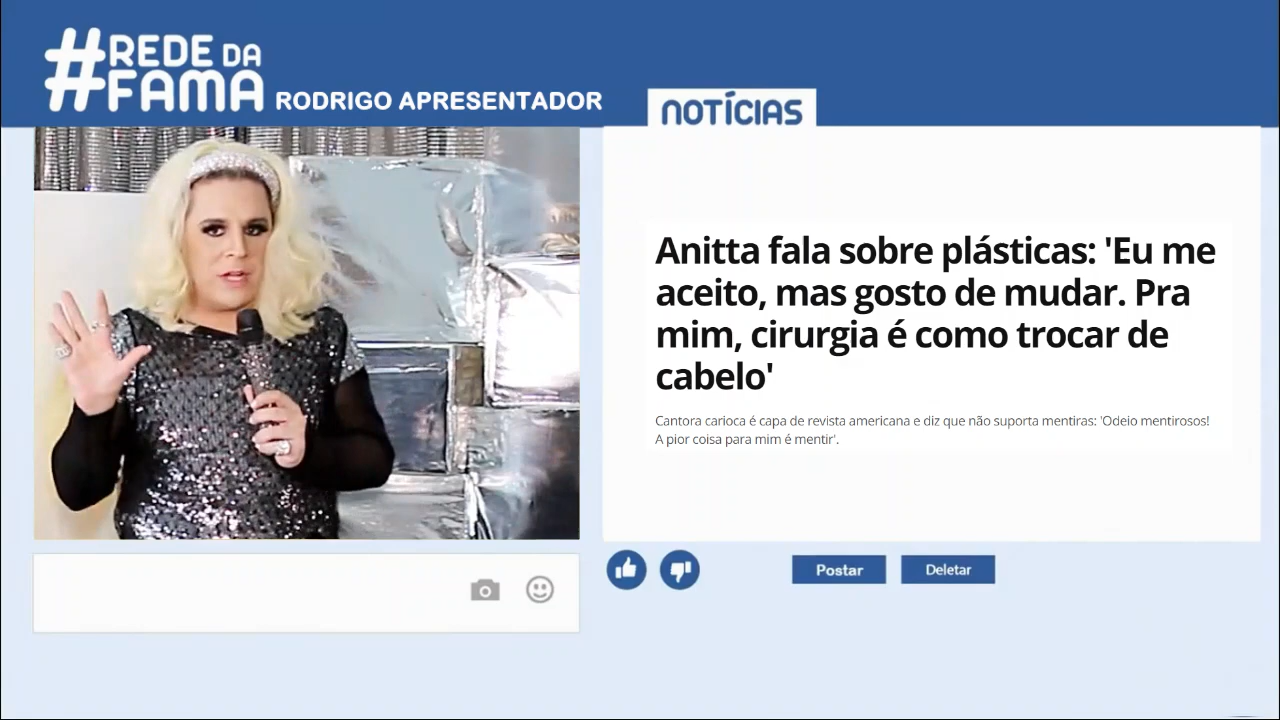 #REDE DA
FAMA
RODRIGO APRESENTADOR
NOTÍCIAS
Anitta fala sobre plásticas: 'Eu me
aceito, mas gosto de mudar. Pra
mim, cirurgia é como trocar de
cabelo'
Cantora carioca é capa de revista americana e diz que não suporta mentiras: 'Odeio mentirosos!
A pior coisa para mim é mentir'.
Postar
Deletar